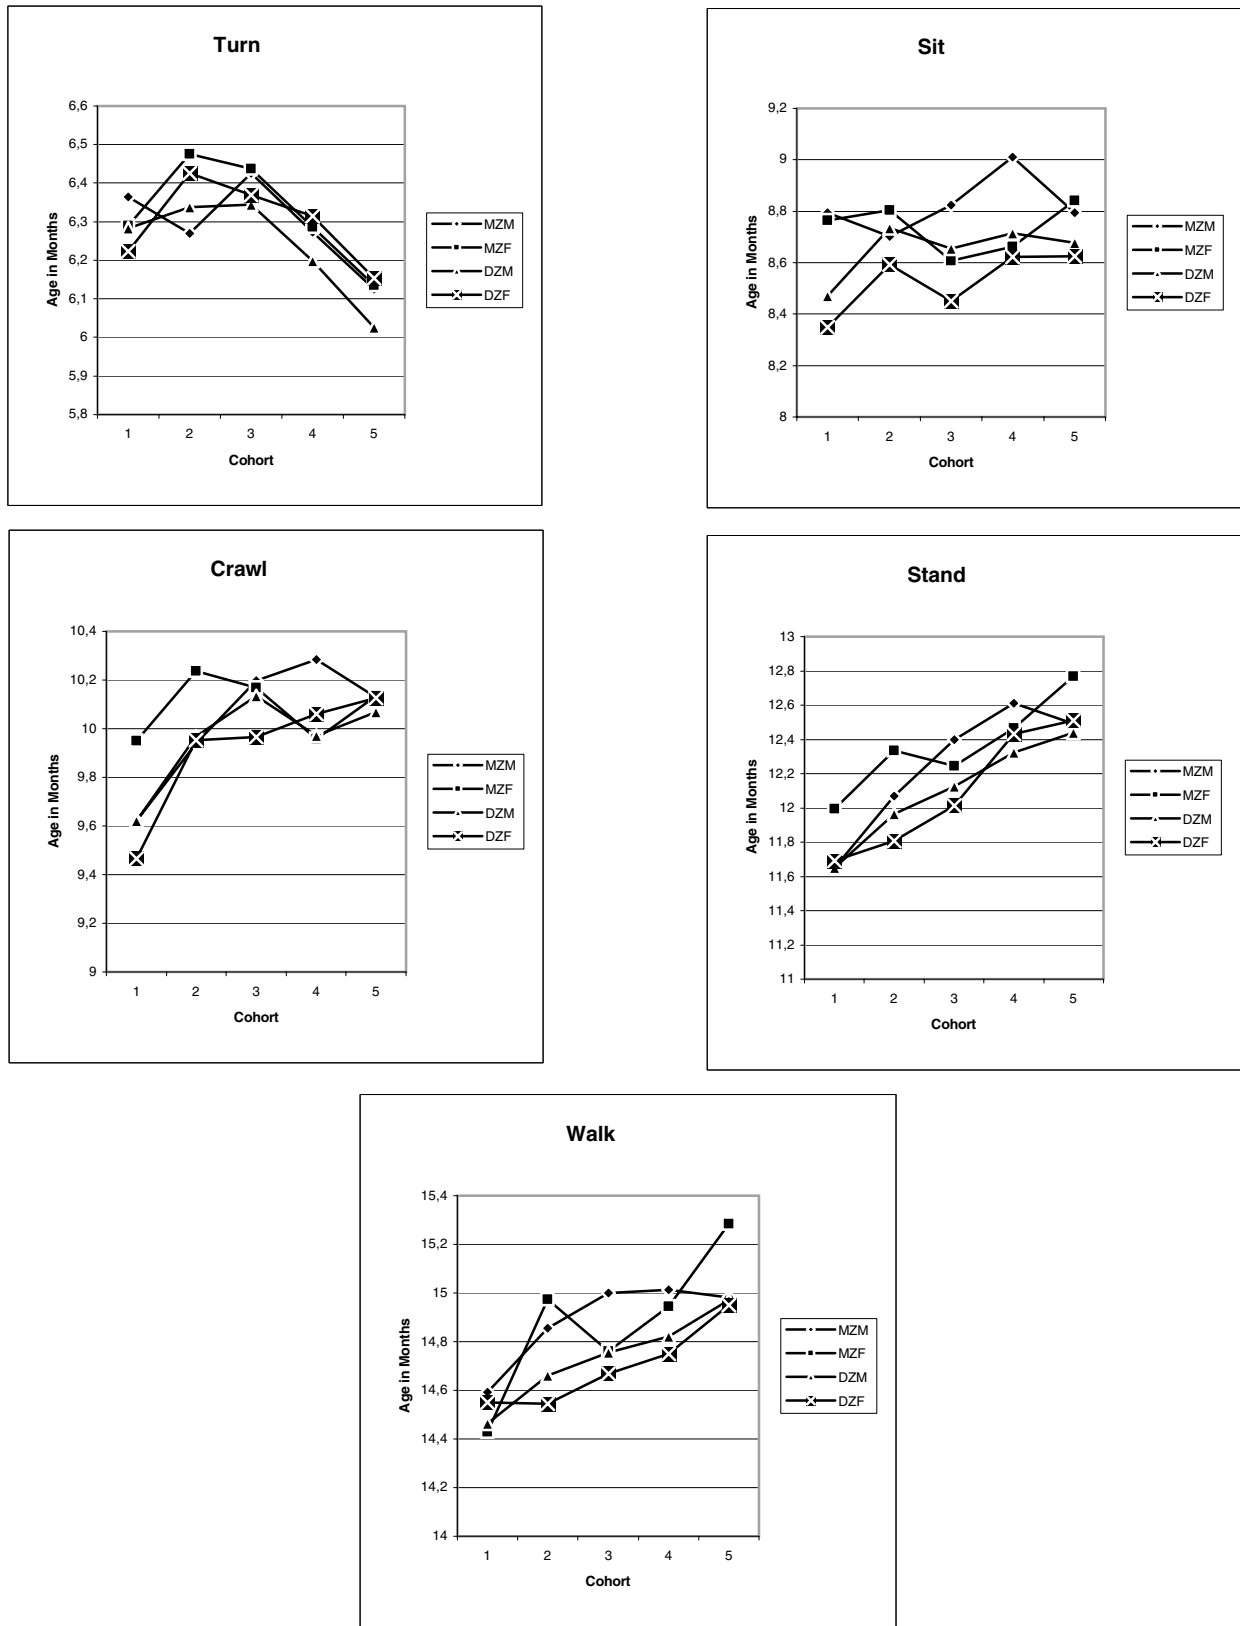 Turn
6,6
6,5
6,4
6,3
6,2
6,1
6
5,9
5,8
Age in Months
1 2 3 4 5
Cohort
MZM
MZF
DZM
DZF
Sit
9,2
9
8,8
8,6
8,4
8,2
8
Age in Months
1 2 3 4 5
Cohort
MZM
MZF
DZM
DZF
Crawl
10,4
10,2
10
9,8
9,6
9,4
9,2
9
Age in Months
1 2 3 4 5
Cohort
MZM
MZF
DZM
DZF
Stand
13
12,8
12,6
12,4
12,2
12
11,8
11,6
11,4
11,2
11
Age in Months
1 2 3 4 5
Cohort
MZM
MZF
DZM
DZF
Walk
15,4
15,2
15
14,8
14,6
14,4
14,2
14
Age in Months
1 2 3 4 5
Cohort
MZM
MZF
DZM
DZF